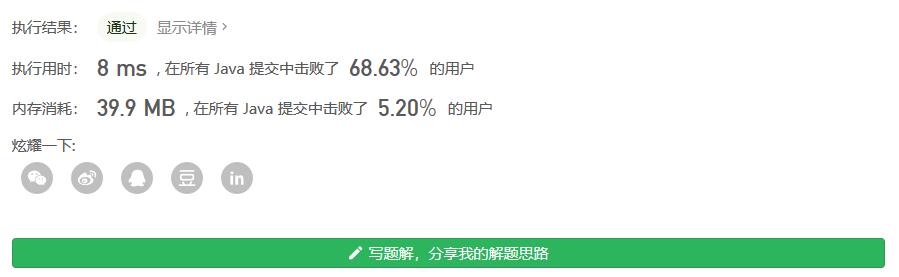 执行结果： 通过 显示详情 ›
执行用时： 8 ms , 在所有 Java 提交中击败了 68.63% 的用户
内存消耗： 39.9 MB , 在所有 Java 提交中击败了 5.20% 的用户
炫耀一下:
豆 in
写题解，分享我的解题思路